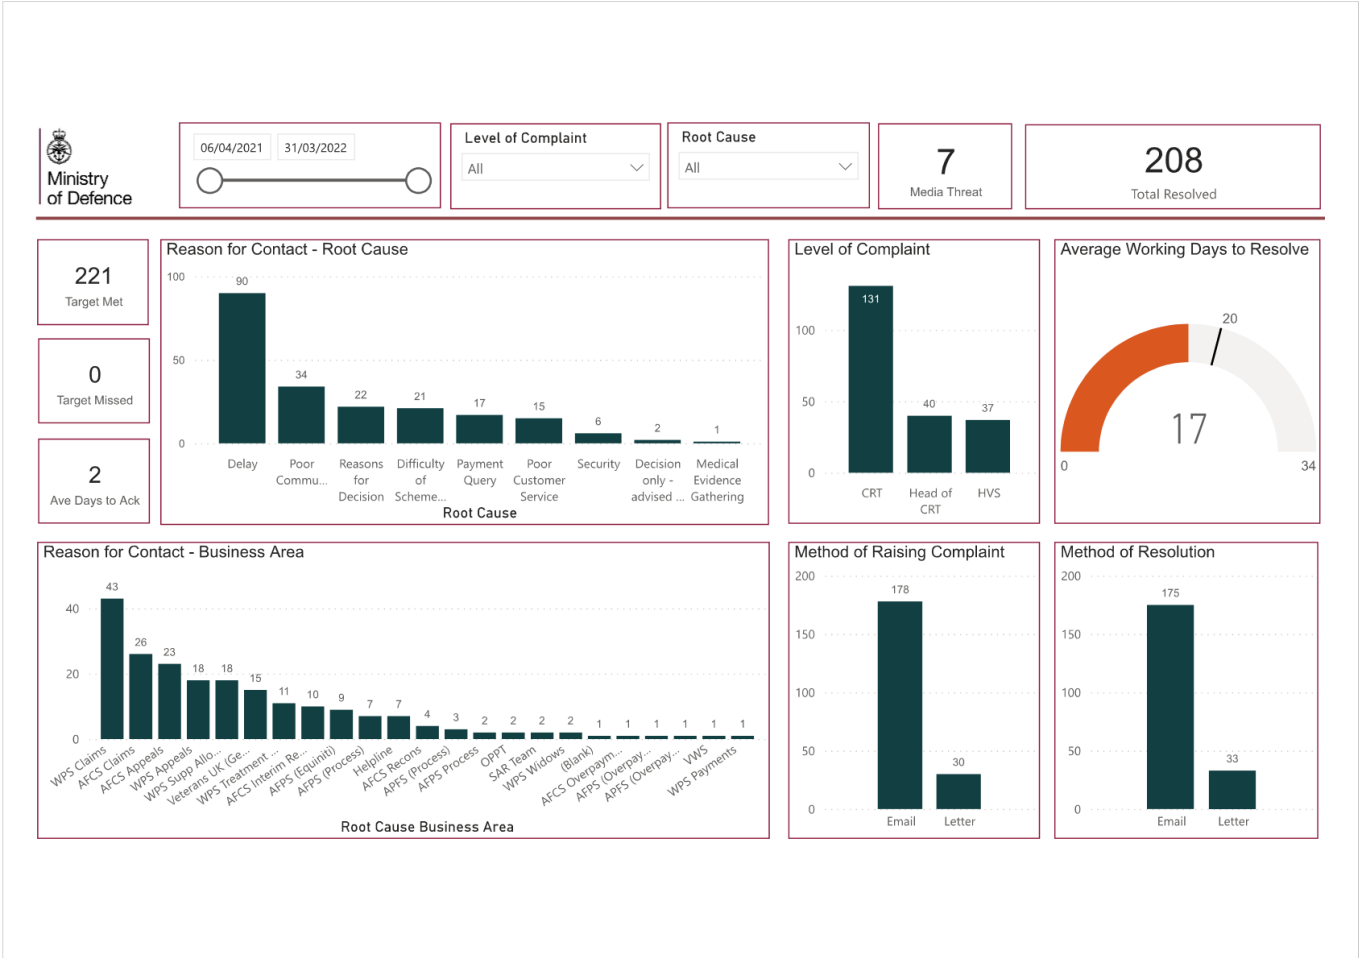 Ministry
of Defence
06/04/2021 31/03/2022
Level of Complaint
All
Root Cause
All
7
Media Threat
208
Total Resolved
221
Target Met
0
Target Missed
2
Ave Days to Ack
Reason for Contact - Root Cause
100
50
0
90
34
22
21
17
15
6
2
1
Delay
Poor
Commu...
Reasons
for
Decision
Difficulty
of
Scheme...
Payment
Query
Poor
Customer
Service
Security
Decision
only -
advised ...
Medical
Evidence
Gathering
Root Cause
Level of Complaint
100
50
0
131
40
37
CRT
Head of
CRT
HVS
Average Working Days to Resolve
20
17
0
34
Reason for Contact - Business Area
40
20
0
43
26
23
18
18
15
11
10
9
7
7
4
3
2
2
2
2
1
1
1
1
1
1
WPS Claims
AFCS Claims
AFCS Appeals
WPS Appeals
WPS Supp Allo...
Veterans UK (Ge...
WPS Treatment ...
AFCS Interim Re...
AFPS (Equiniti)
AFPS (Process)
Helpline
AFCS Recons
APFS (Process)
AFPS Process
OPPT
SAR Team
WPS Widows
(Blank)
AFCS Overpaym...
AFPS (Overpay...
APFS (Overpay...
VWS
WPS Payments
Root Cause Business Area
Method of Raising Complaint
200
150
100
50
0
178
30
Email
Letter
Method of Resolution
200
150
100
50
0
175
33
Email
Letter